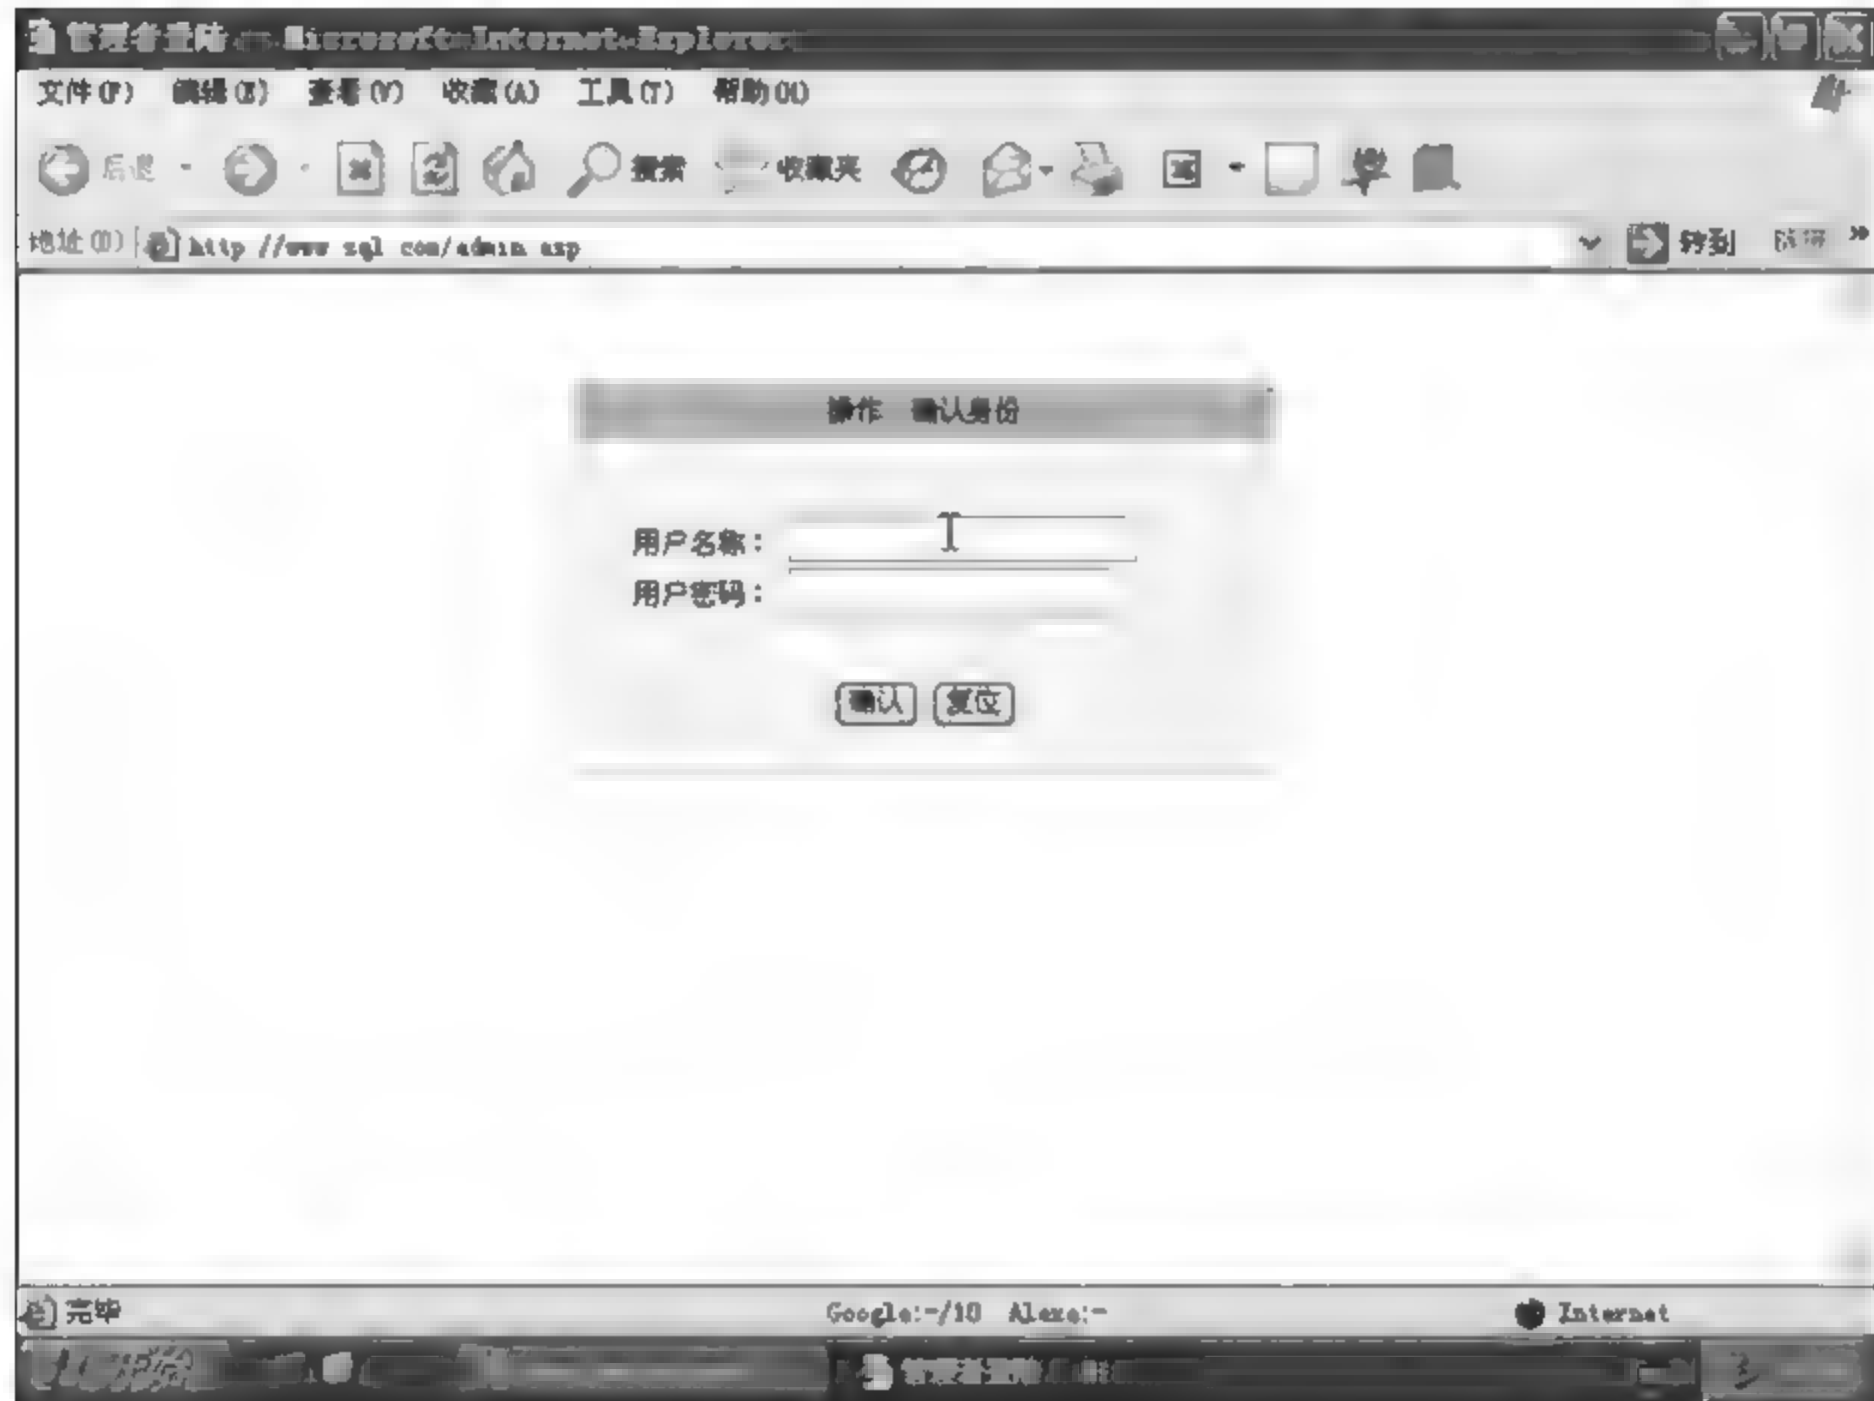 管理者登陆 - Microsoft Internet Explorer
文件(F) 编辑(E) 查看(V) 收藏(A) 工具(T) 帮助(H)
后退 搜索 收藏夹
地址(D) http //www sql com/admin asp 转到
操作 确认身份
用户名称：
用户密码：
确认 复位
完毕 Google:-/10 Alexa:- Internet